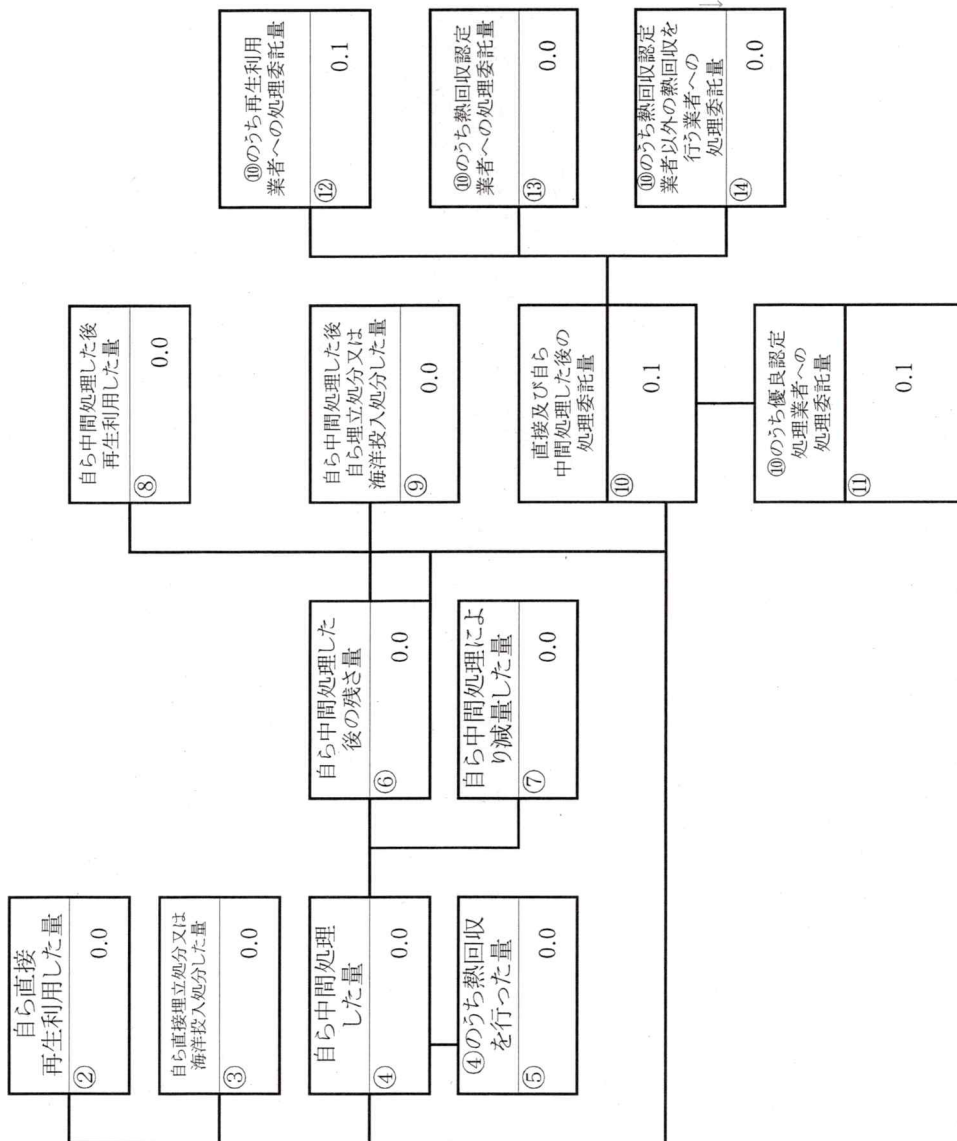 自ら直接
再生利用した量
②
0.0
自ら直接埋立処分又は
海洋投入処分した量
③
0.0
自ら中間処理
した量
④
0.0
④のうち熱回収
を行った量
⑤
0.0
自ら中間処理した
後の残さ量
⑥
0.0
自ら中間処理によ
り減量した量
⑦
0.0
自ら中間処理した後
再生利用した量
⑧
0.0
自ら中間処理した後
自ら埋立処分又は
海洋投入処分した量
⑨
0.0
直接及び自ら
中間処理した後の
処理委託量
⑩
0.1
⑩のうち優良認定
処理業者への
処理委託量
⑪
0.1
⑩のうち再生利用
業者への処理委託量
⑫
0.1
⑩のうち熱回収認定
業者への処理委託量
⑬
0.0
⑩のうち熱回収認定
業者以外の熱回収を
行う業者への
処理委託量
⑭
0.0